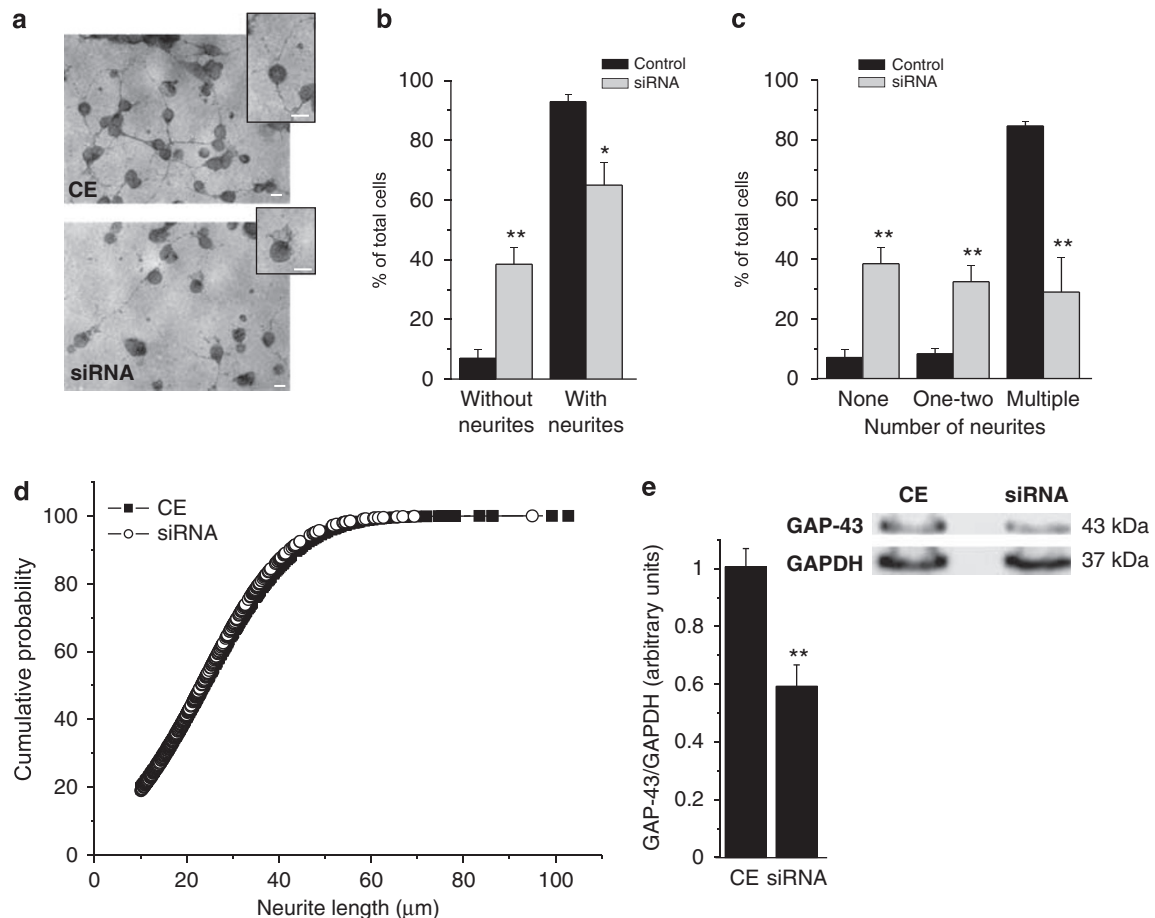 a
CE
siRNA
b
Control
siRNA
% of total cells
100
80
60
40
20
0
**
*
Without neurites
With neurites
c
Control
siRNA
% of total cells
100
80
60
40
20
0
**
**
**
None One-two Multiple
Number of neurites
d
CE
siRNA
Cumulative probability
100
80
60
40
20
0
0 20 40 60 80 100
Neurite length (μm)
e
CE siRNA
GAP-43 43 kDa
GAPDH 37 kDa
GAP-43/GAPDH (arbitrary units)
1
0.8
0.6
0.4
0.2
0
**
CE siRNA